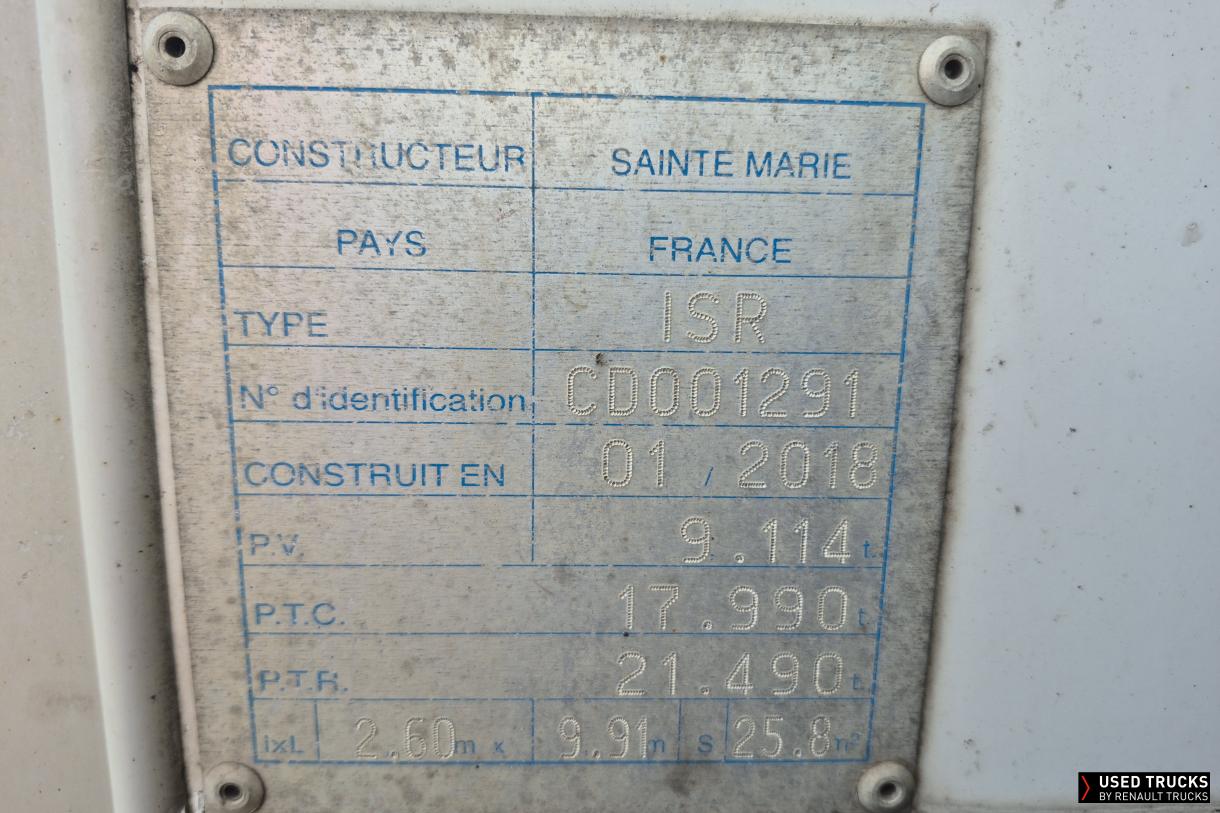 CONSTRUCTEUR SAINTE MARIE
PAYS FRANCE
TYPE ISR
N° d'identification CD001291
CONSTRUIT EN 01 / 2018
P.V. 9.114 t.
P.T.C. 17.990 t.
P.T.R. 21.490 t.
lxL 2.60 m x 9.91 m S 25.8 m²
USED TRUCKS
BY RENAULT TRUCKS